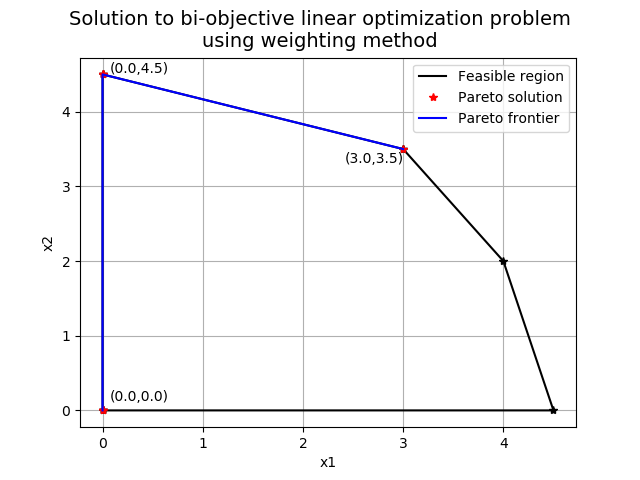 Solution to bi-objective linear optimization problem
using weighting method
(0.0,4.5)
Feasible region
Pareto solution
Pareto frontier
(3.0,3.5)
(0.0,0.0)
4
3
2
1
0
x2
0
1
2
3
4
x1